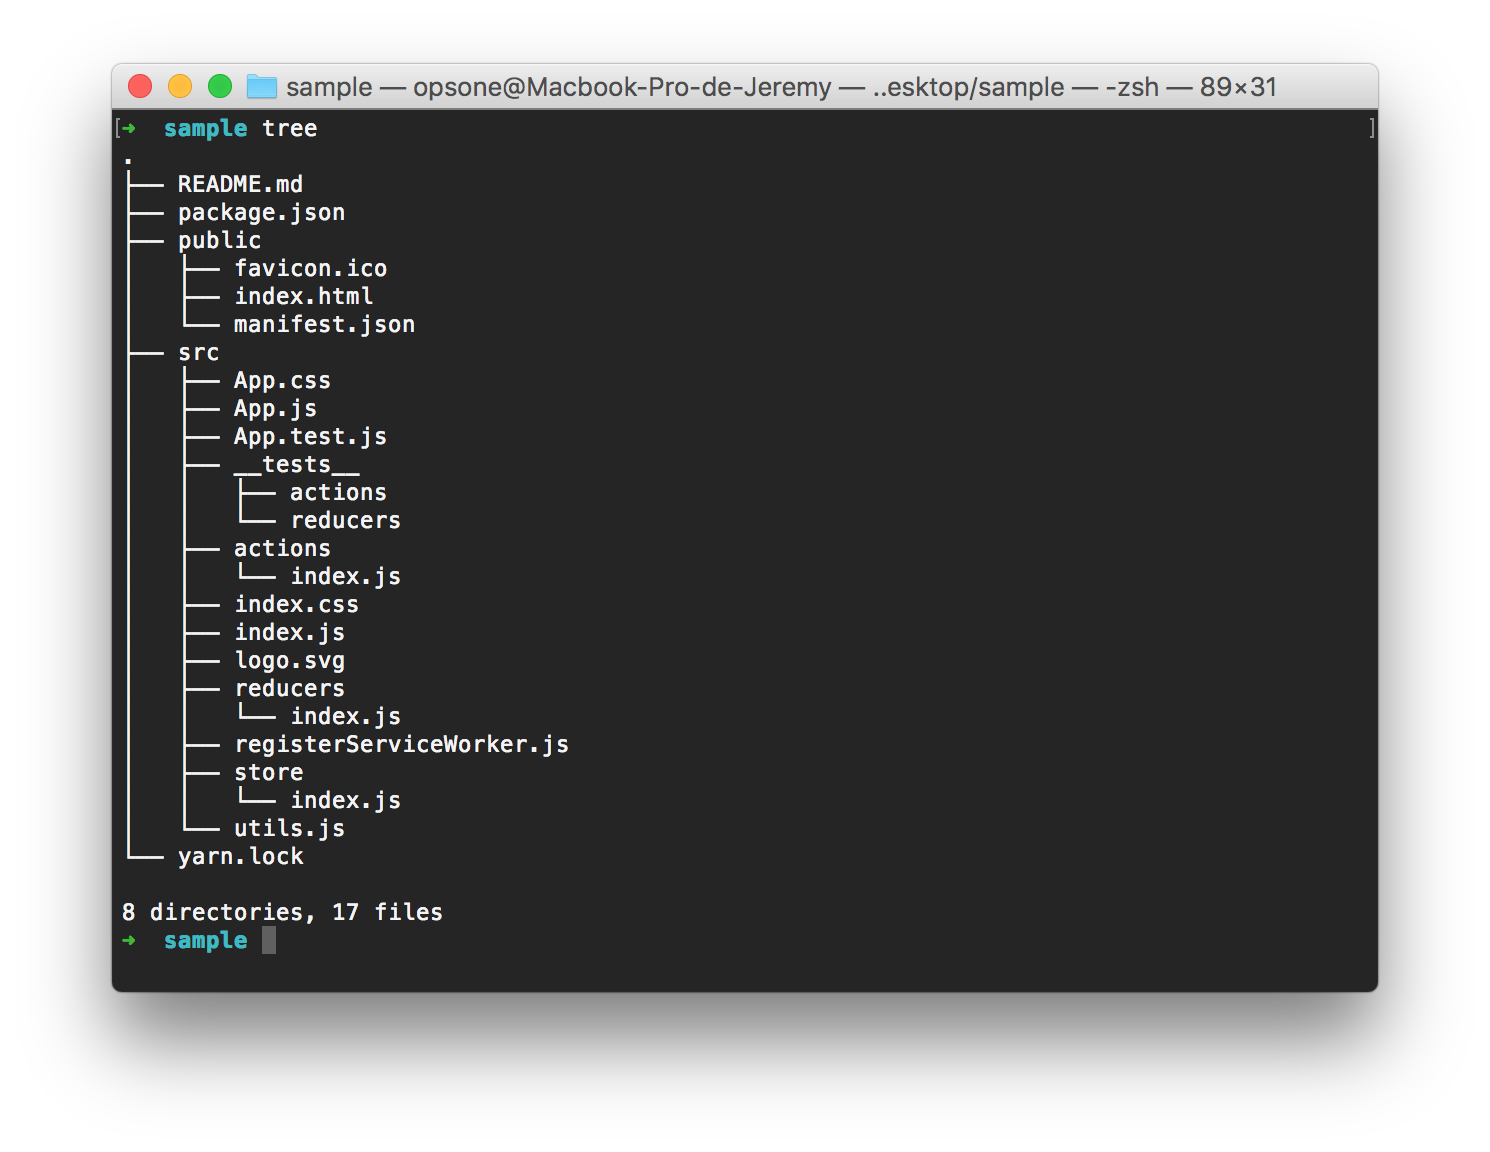 sample — opsone@Macbook-Pro-de-Jeremy — ..esktop/sample — -zsh — 89×31
[➜  sample tree ]
.
├── README.md
├── package.json
├── public
│   ├── favicon.ico
│   ├── index.html
│   └── manifest.json
├── src
│   ├── App.css
│   ├── App.js
│   ├── App.test.js
│   ├── __tests__
│   │   ├── actions
│   │   └── reducers
│   ├── actions
│   │   └── index.js
│   ├── index.css
│   ├── index.js
│   ├── logo.svg
│   ├── reducers
│   │   └── index.js
│   ├── registerServiceWorker.js
│   ├── store
│   │   └── index.js
│   └── utils.js
└── yarn.lock
8 directories, 17 files
➜  sample